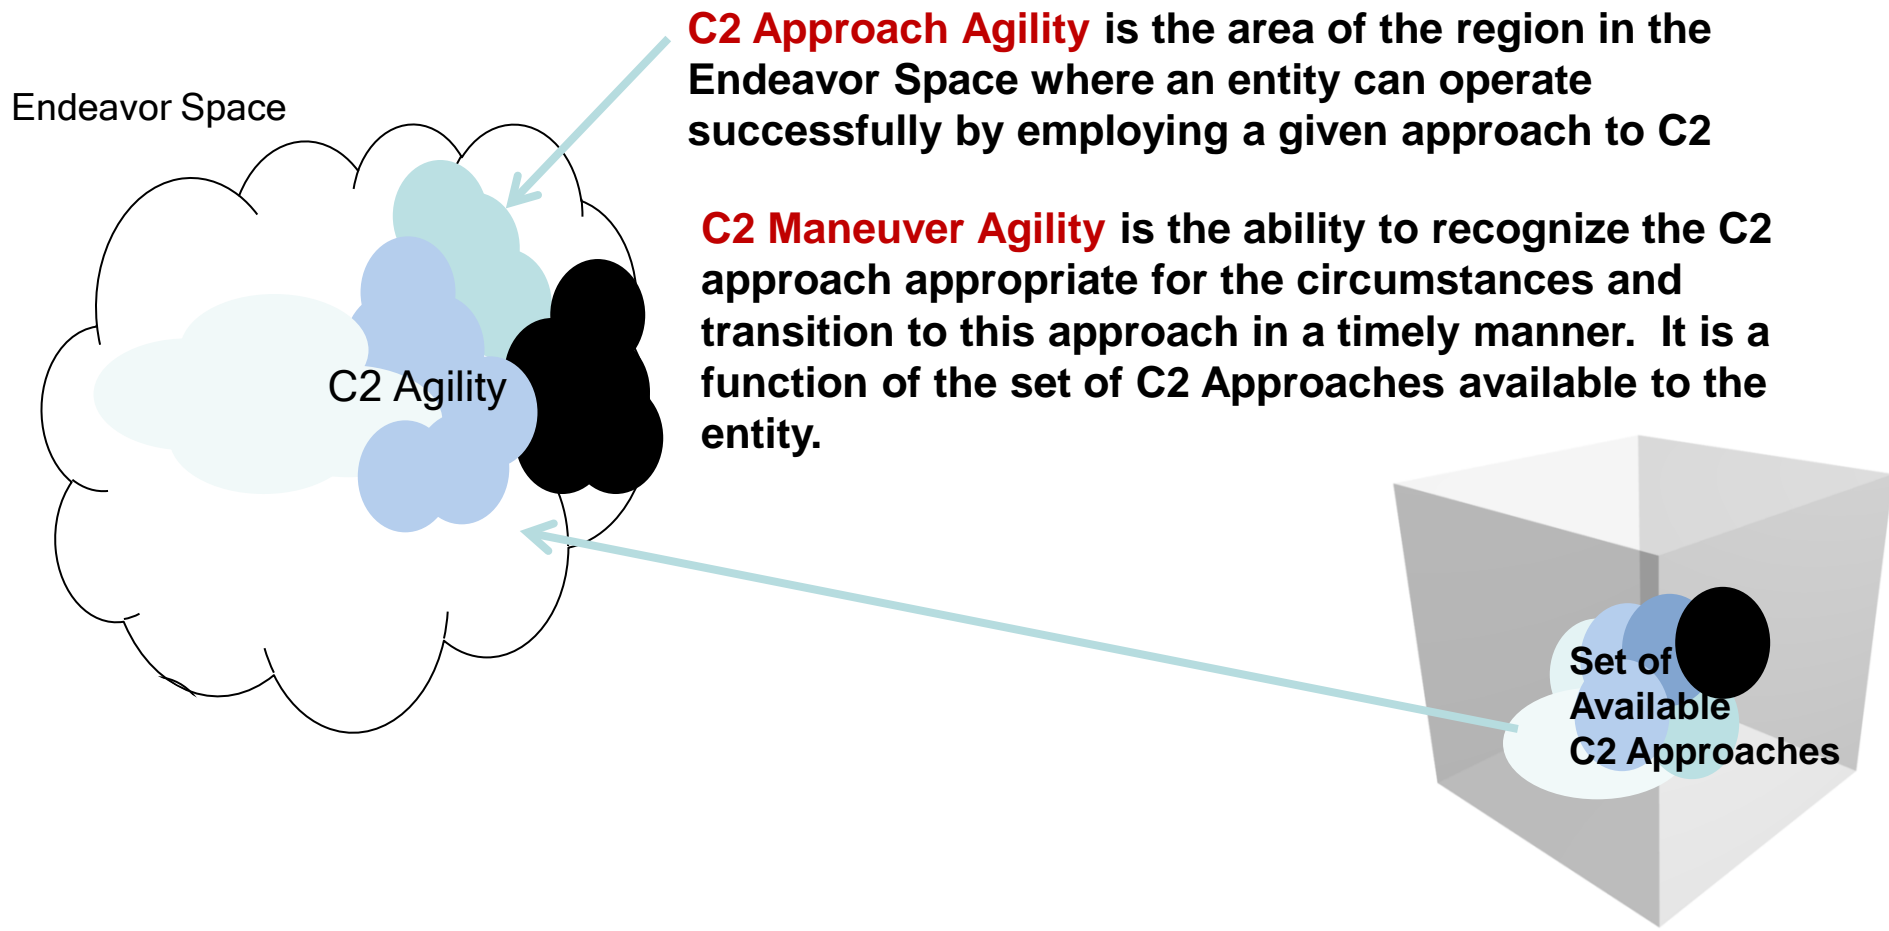 C2 Approach Agility is the area of the region in the
Endeavor Space where an entity can operate
successfully by employing a given approach to C2
Endeavor Space
C2 Maneuver Agility is the ability to recognize the C2
approach appropriate for the circumstances and
transition to this approach in a timely manner.  It is a
function of the set of C2 Approaches available to the
entity.
C2 Agility
Set of
Available
C2 Approaches